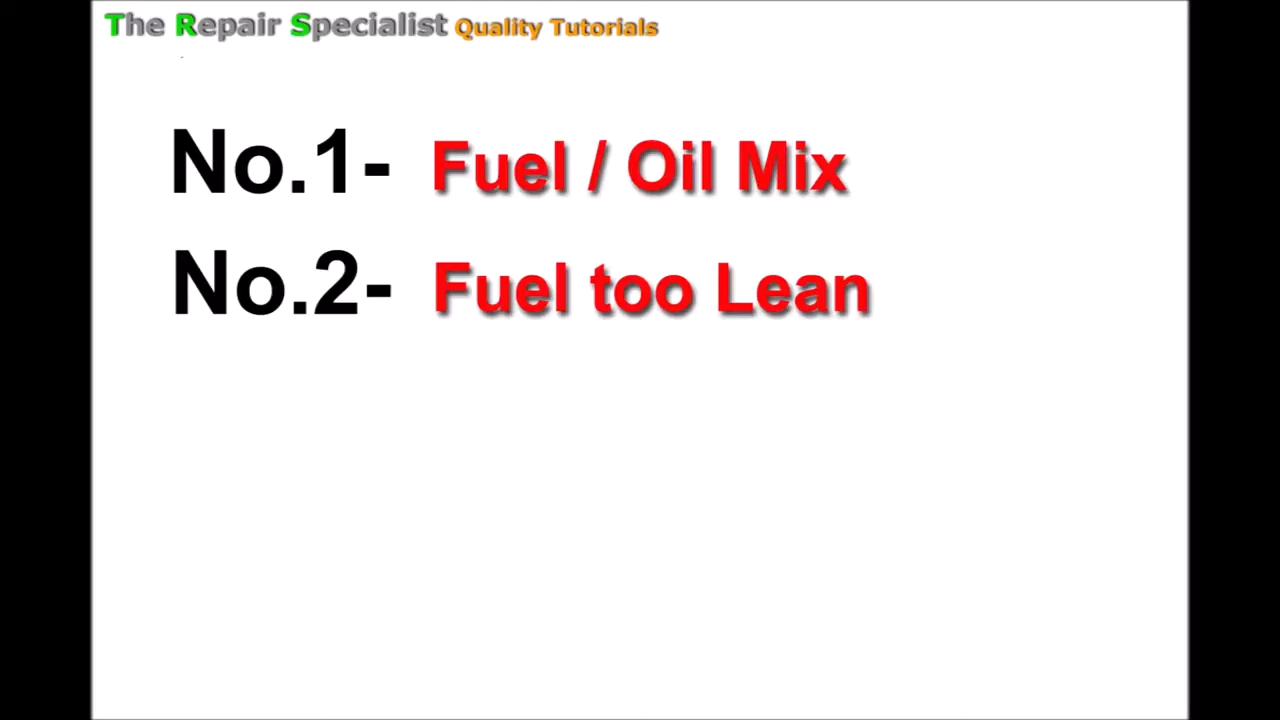 The Repair Specialist Quality Tutorials
No.1- Fuel / Oil Mix
No.2- Fuel too Lean